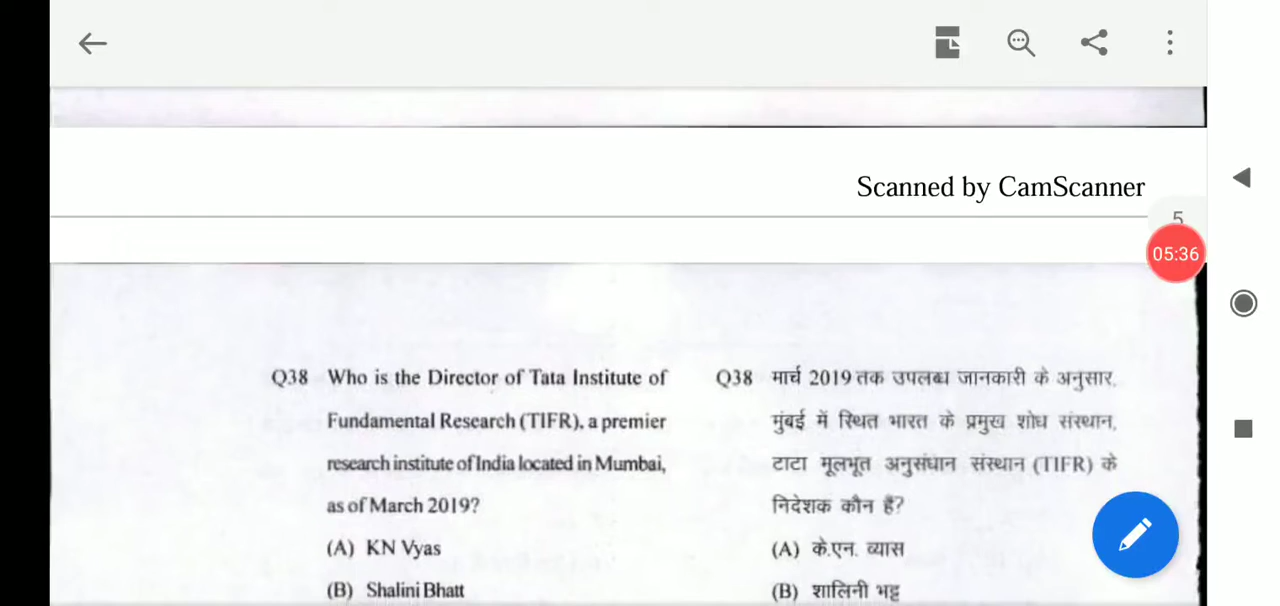 Scanned by CamScanner
5
05:36
Q38 Who is the Director of Tata Institute of
Fundamental Research (TIFR), a premier
research institute of India located in Mumbai,
as of March 2019?
(A) KN Vyas
(B) Shalini Bhatt
Q38 मार्च 2019 तक उपलब्ध जानकारी के अनुसार,
मुंबई में स्थित भारत के प्रमुख शोध संस्थान,
टाटा मूलभूत अनुसंधान संस्थान (TIFR) के
निदेशक कौन हैं?
(A) के.एन. व्यास
(B) शालिनी भट्ट